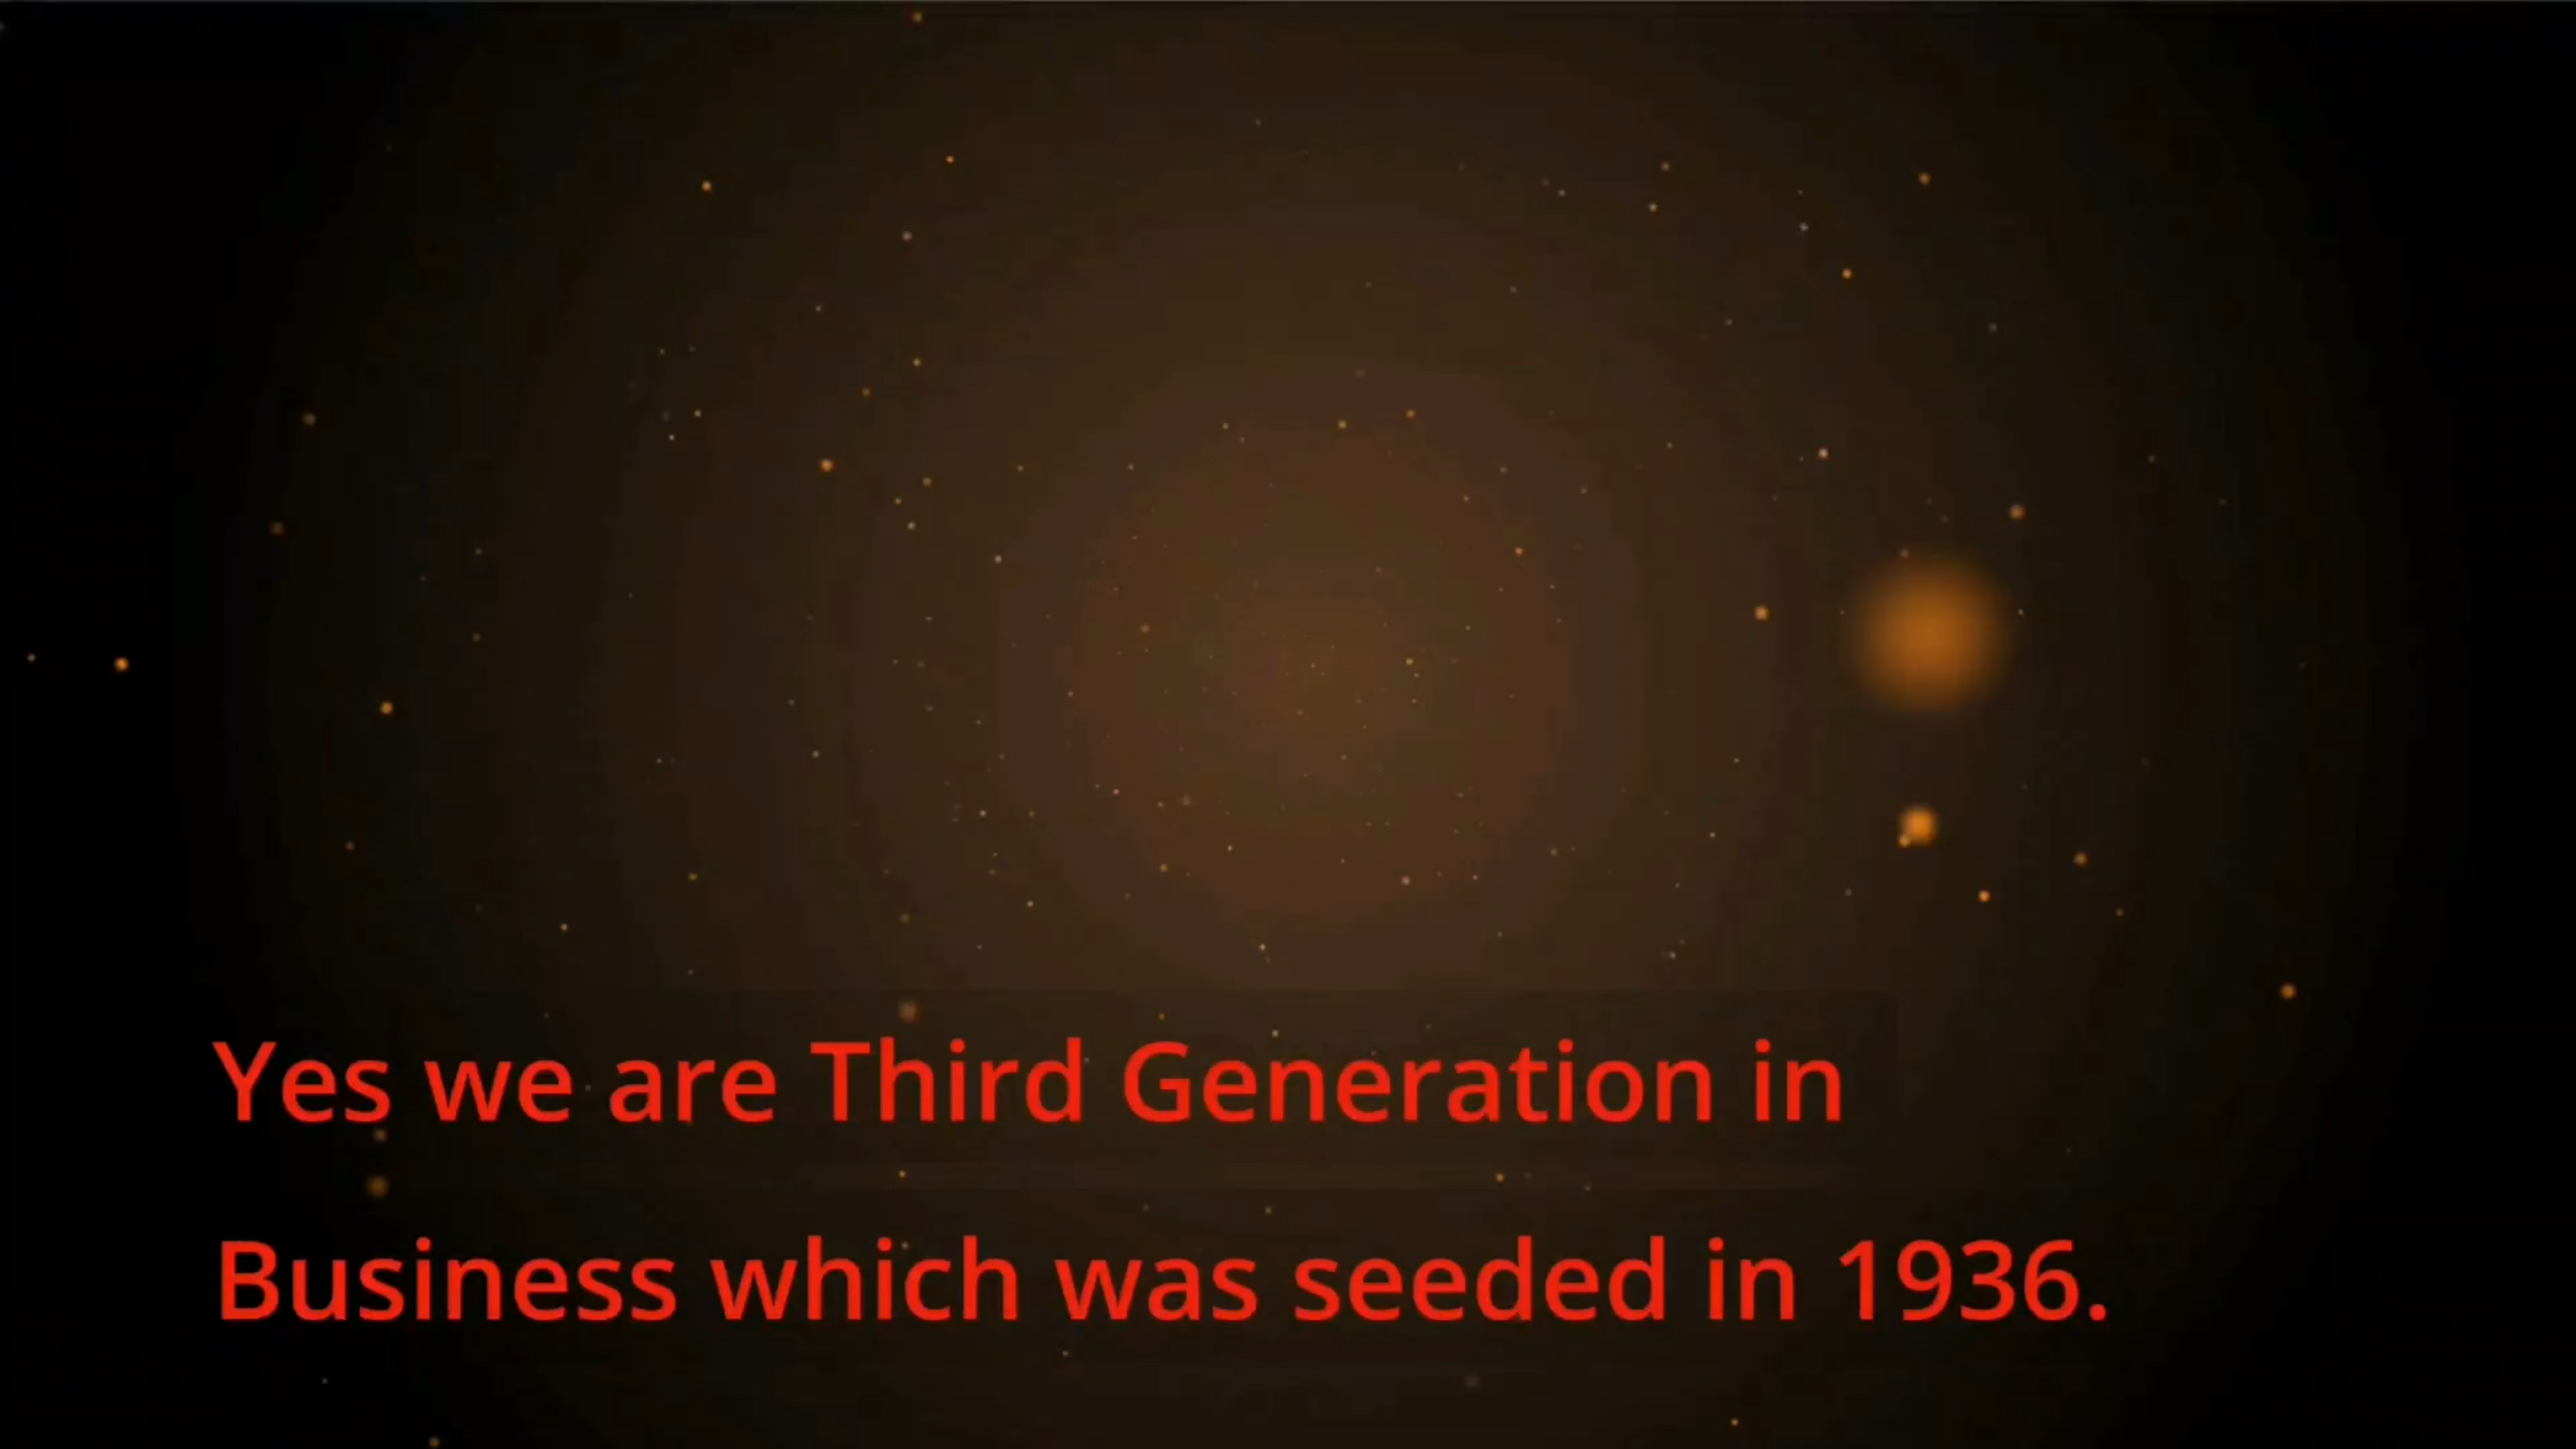 Yes we are Third Generation in
Business which was seeded in 1936.